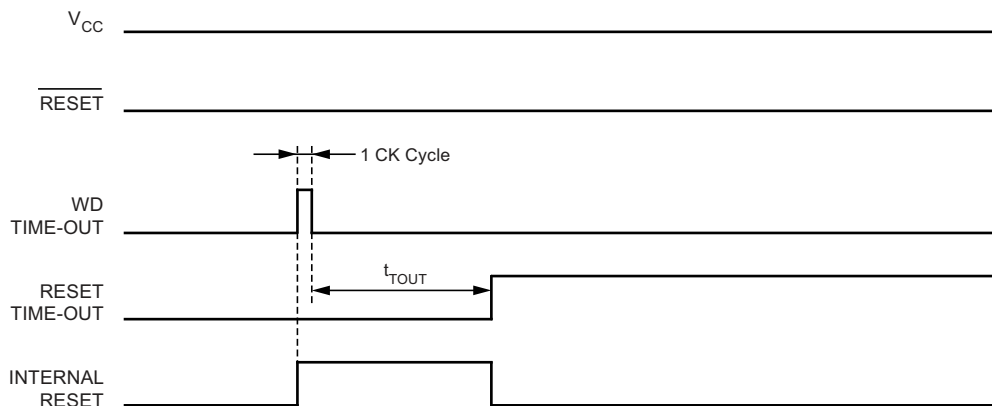 VCC
RESET
1 CK Cycle
WD
TIME-OUT
tTOUT
RESET
TIME-OUT
INTERNAL
RESET